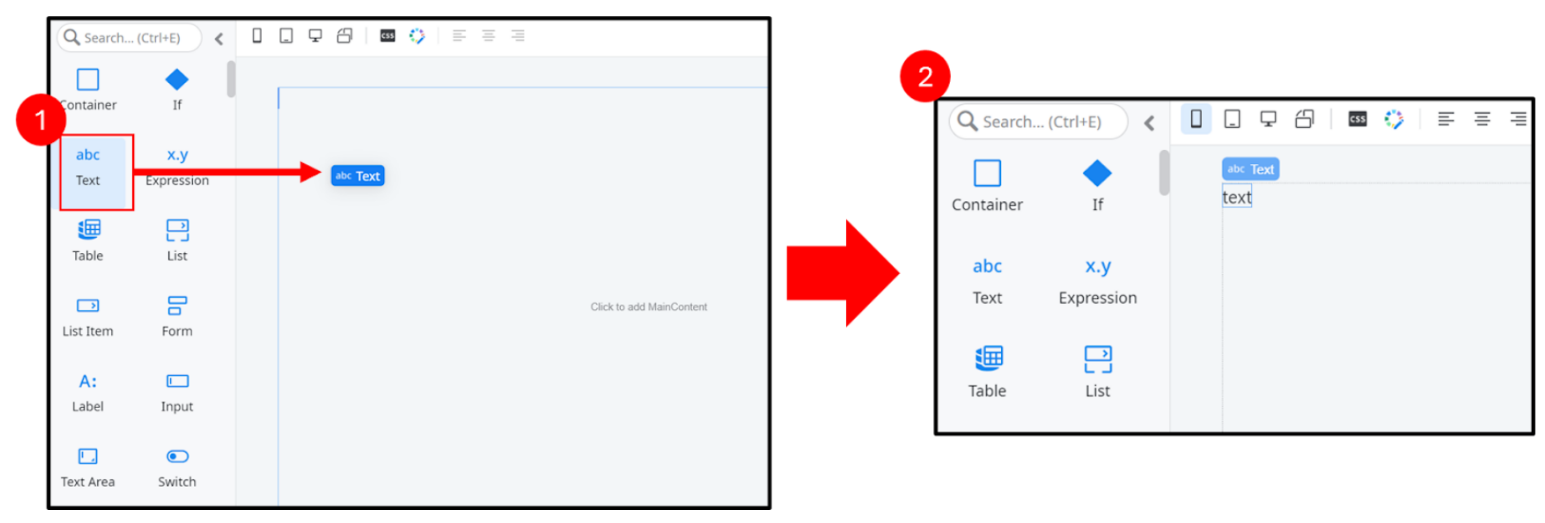 Search... (Ctrl+E)
css
Container If
1
abc x.y
Text Expression
abc Text
Table List
Click to add MainContent
List Item Form
A:
Label Input
Text Area Switch
2
Search... (Ctrl+E)
css
Container If
abc Text
text
abc x.y
Text Expression
Table List